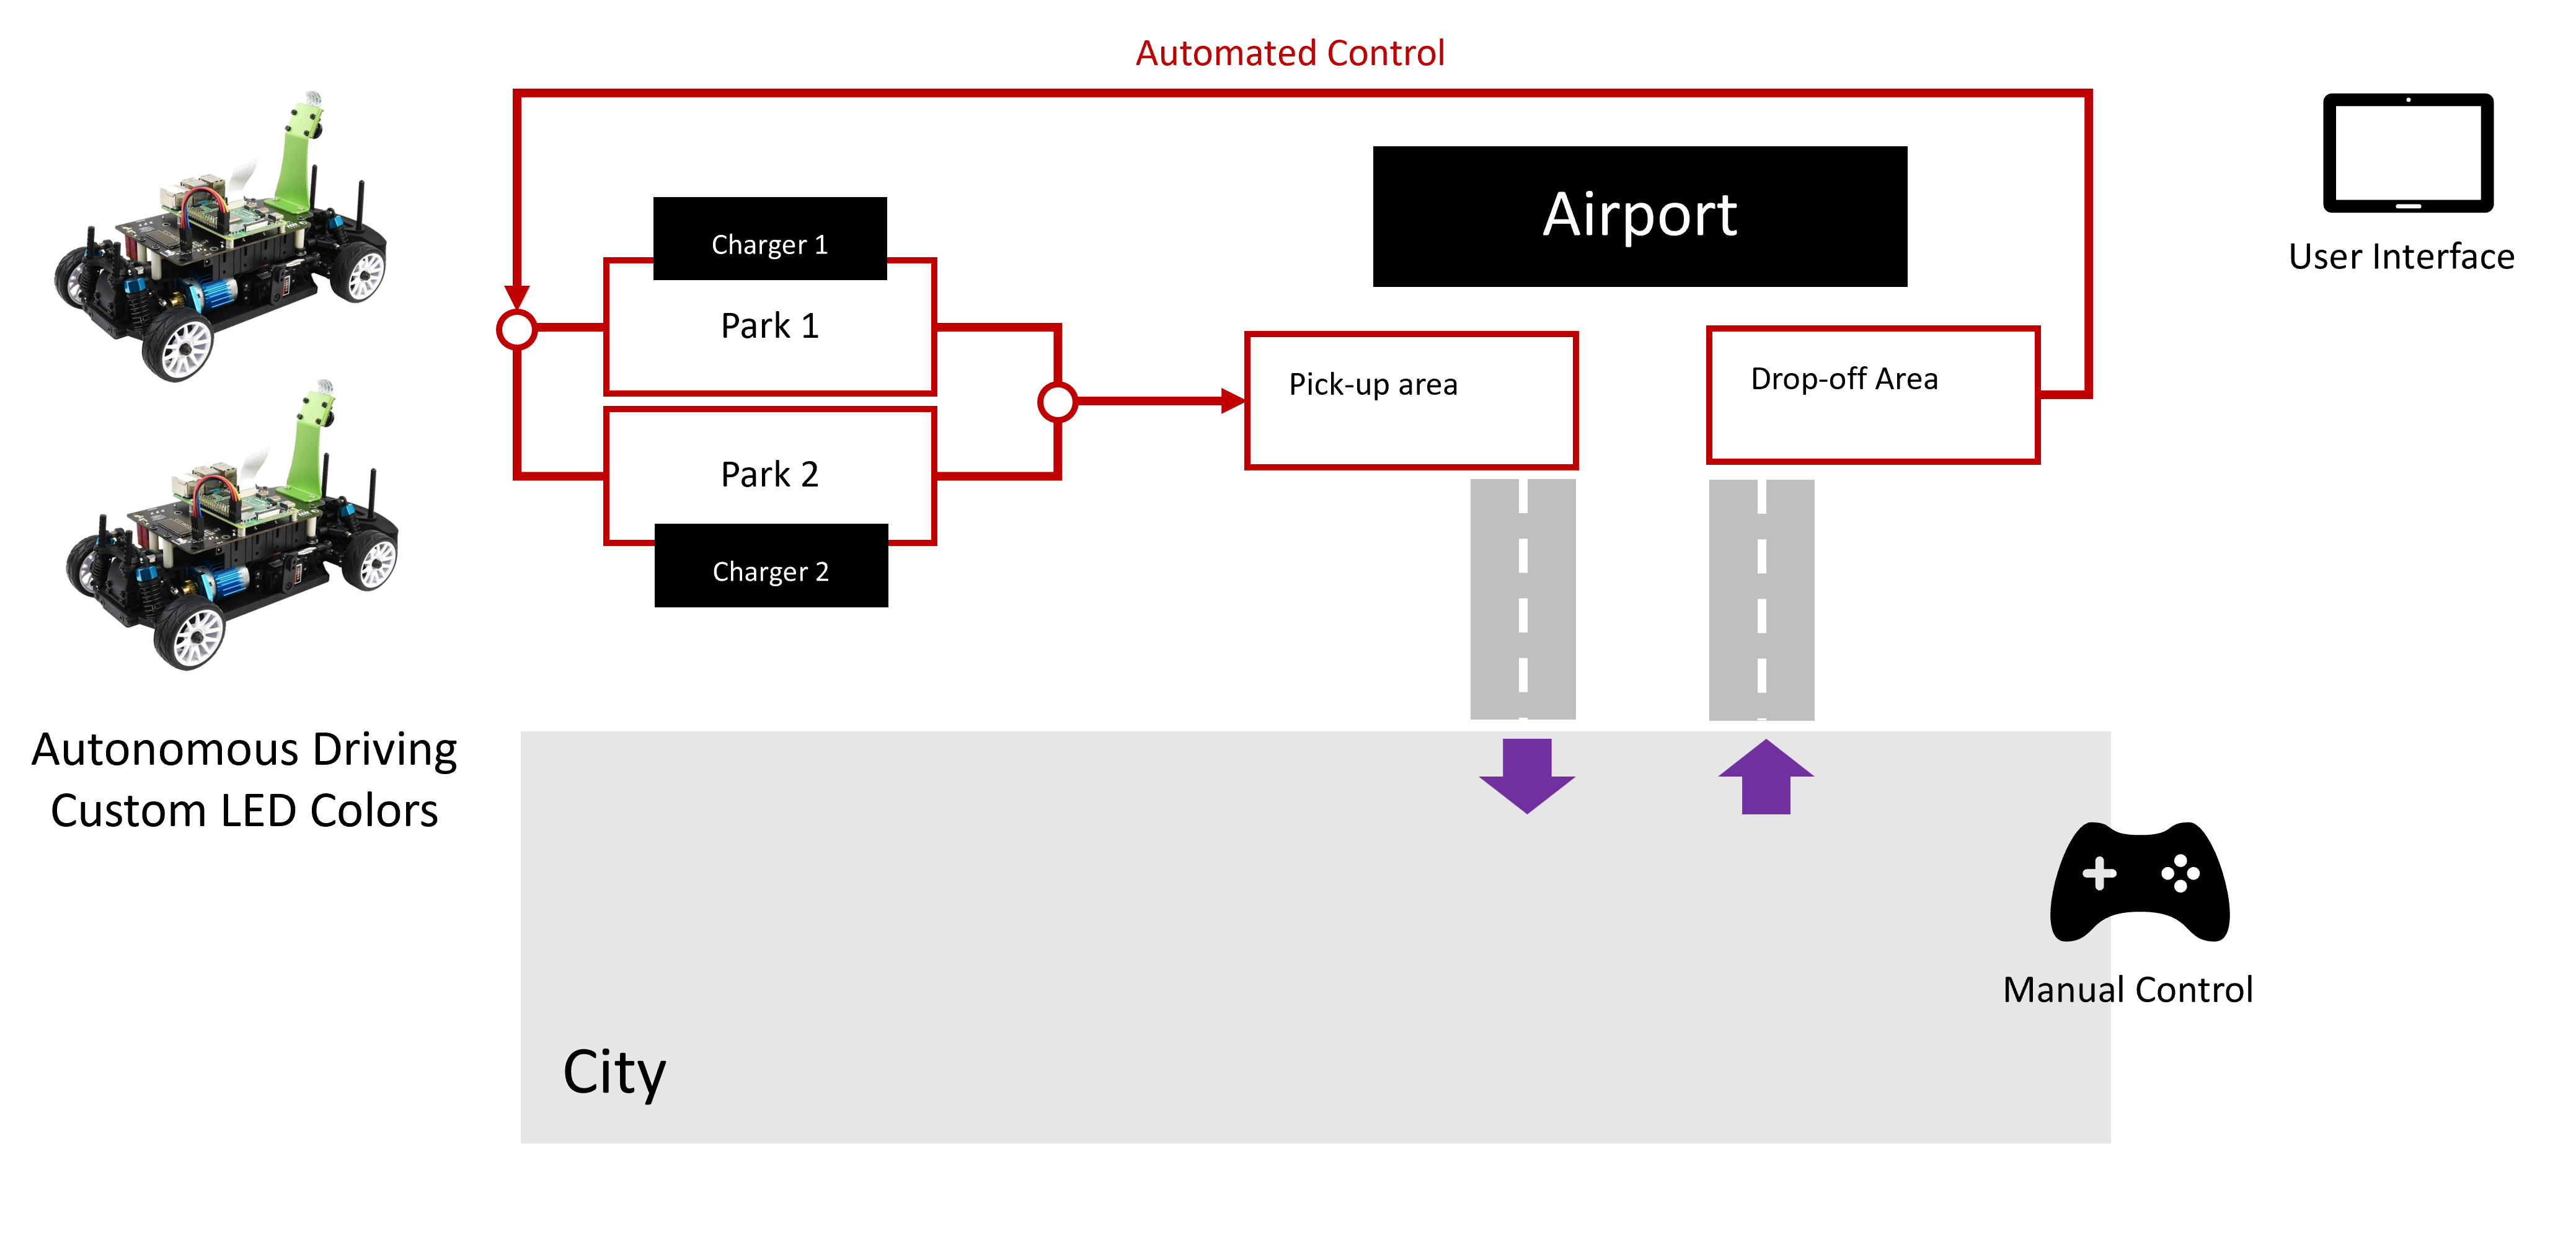 Automated Control
Airport
User Interface
Charger 1
Park 1
Pick-up area
Drop-off Area
Park 2
Charger 2
Autonomous Driving
Custom LED Colors
Manual Control
City